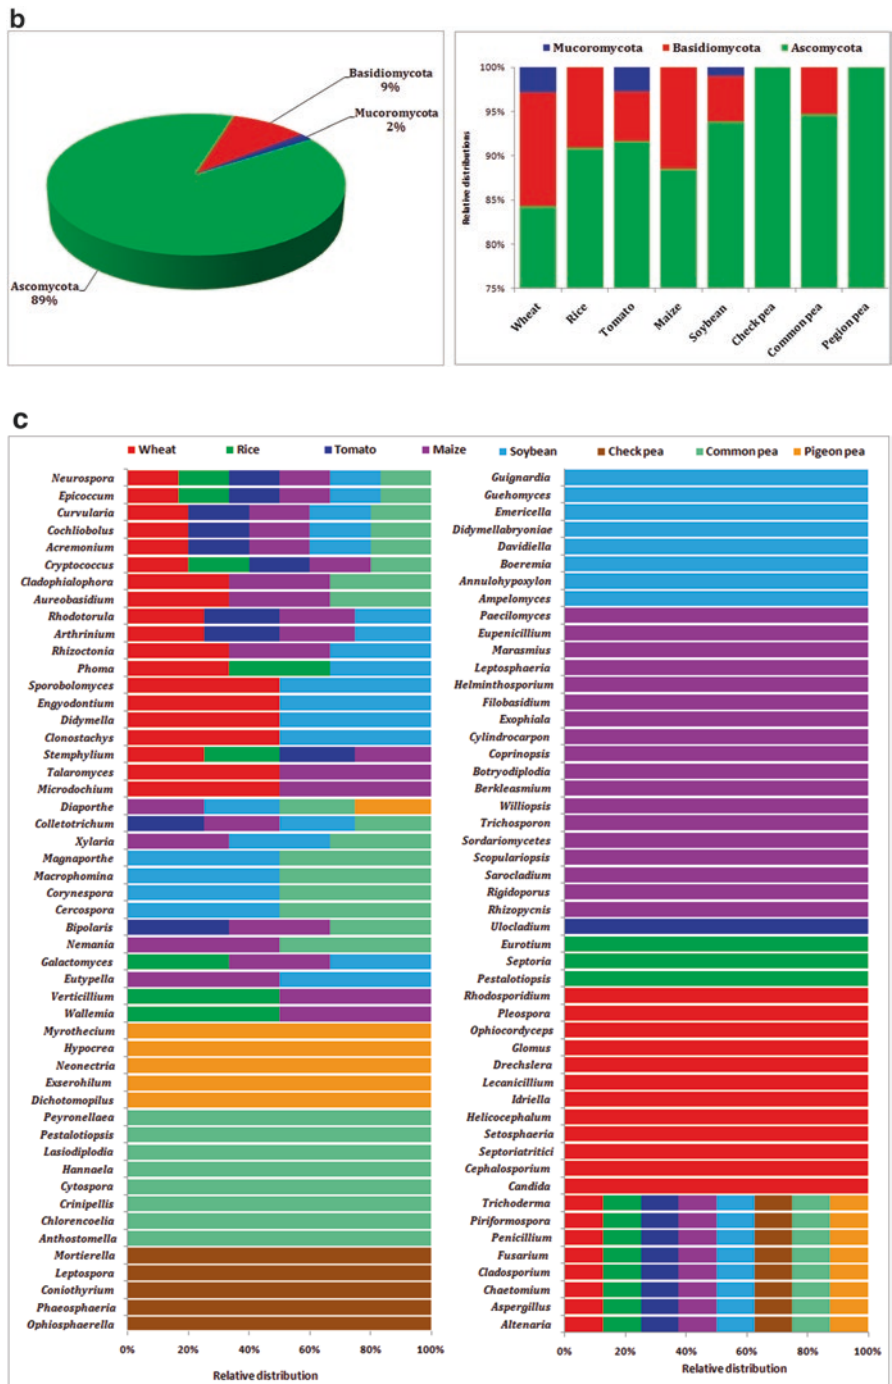 b
Basidiomycota
9%
Mucoromycota
2%
Ascomycota
89%
Mucoromycota Basidiomycota Ascomycota
Relative distributions
100%
95%
90%
85%
80%
75%
Wheat
Rice
Tomato
Maize
Soybean
Check pea
Common pea
Pegion pea
c
Wheat Rice Tomato Maize Soybean Check pea Common pea Pigeon pea
Neurospora
Epicoccum
Curvularia
Cochliobolus
Acremonium
Cryptococcus
Cladophialophora
Aureobasidium
Rhodotorula
Arthrinium
Rhizoctonia
Phoma
Sporobolomyces
Engyodontium
Didymella
Clonostachys
Stemphylium
Talaromyces
Microdochium
Diaporthe
Colletotrichum
Xylaria
Magnaporthe
Macrophomina
Corynespora
Cercospora
Bipolaris
Nemania
Galactomyces
Eutypella
Verticillium
Wallemia
Myrothecium
Hypocrea
Neonectria
Exserohilum
Dichotomopilus
Peyronellaea
Pestalotiopsis
Lasiodiplodia
Hannaela
Cytospora
Crinipellis
Chlorencoelia
Anthostomella
Mortierella
Leptospora
Coniothyrium
Phaeosphaeria
Ophiosphaerella
0% 20% 40% 60% 80% 100%
Relative distribution
Guignardia
Guehomyces
Emericella
Didymellabryoniae
Davidiella
Boeremia
Annulohypoxylon
Ampelomyces
Paecilomyces
Eupenicillium
Marasmius
Leptosphaeria
Helminthosporium
Filobasidium
Exophiala
Cylindrocarpon
Coprinopsis
Botryodiplodia
Berkleasmium
Williopsis
Trichosporon
Sordariomycetes
Scopulariopsis
Sarocladium
Rigidoporus
Rhizopycnis
Ulocladium
Eurotium
Septoria
Pestalotiopsis
Rhodosporidium
Pleospora
Ophiocordyceps
Glomus
Drechslera
Lecanicillium
Idriella
Helicocephalum
Setosphaeria
Septoriatritici
Cephalosporium
Candida
Trichoderma
Piriformospora
Penicillium
Fusarium
Cladosporium
Chaetomium
Aspergillus
Altenaria
0% 20% 40% 60% 80% 100%
Relative distribution